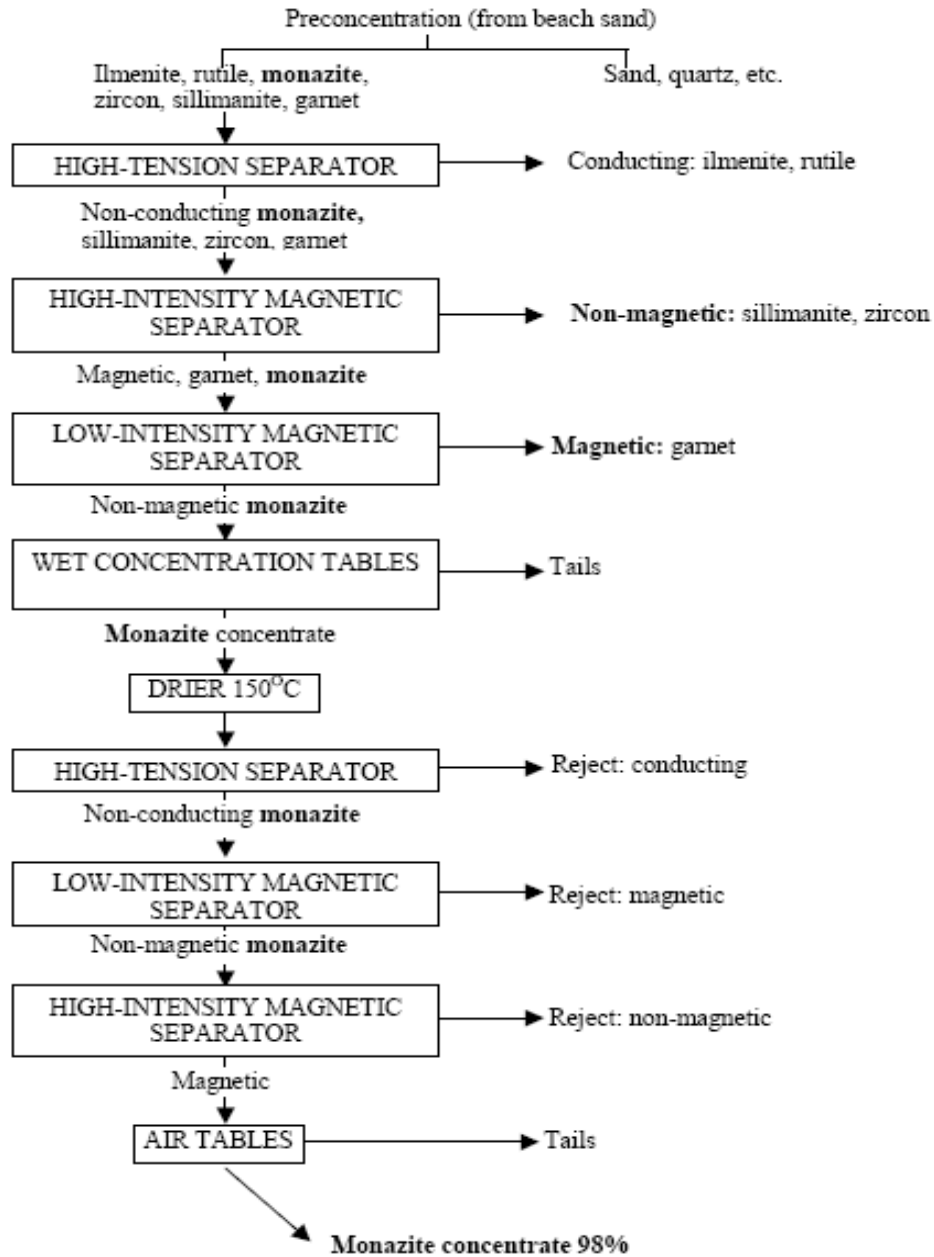 Preconcentration (from beach sand)
Ilmenite, rutile, monazite,
zircon, sillimanite, garnet
Sand, quartz, etc.
HIGH-TENSION SEPARATOR
Conducting: ilmenite, rutile
Non-conducting monazite,
sillimanite, zircon, garnet
HIGH-INTENSITY MAGNETIC
SEPARATOR
Non-magnetic: sillimanite, zircon
Magnetic, garnet, monazite
LOW-INTENSITY MAGNETIC
SEPARATOR
Magnetic: garnet
Non-magnetic monazite
WET CONCENTRATION TABLES
Tails
Monazite concentrate
DRIER 150°C
HIGH-TENSION SEPARATOR
Reject: conducting
Non-conducting monazite
LOW-INTENSITY MAGNETIC
SEPARATOR
Reject: magnetic
Non-magnetic monazite
HIGH-INTENSITY MAGNETIC
SEPARATOR
Reject: non-magnetic
Magnetic
AIR TABLES
Tails
Monazite concentrate 98%